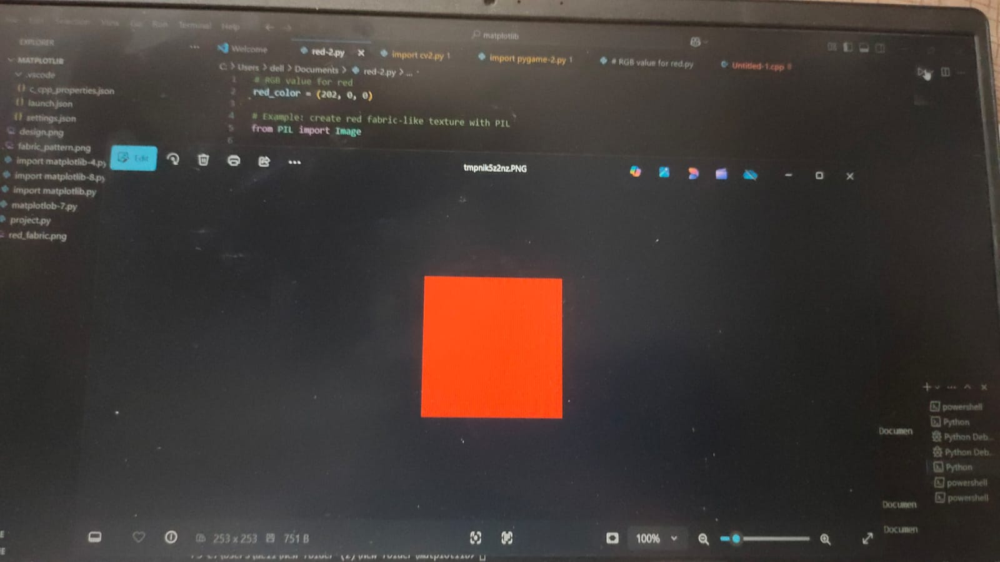 Selection View Go Run Terminal Help
matplotlib
EXPLORER
Welcome
red-2.py
import cv2.py 1
import pygame-2.py 1
# RGB value for red.py
Untitled-1.cpp 8
MATPLOTLIB
.vscode
c_cpp_properties.json
launch.json
settings.json
design.png
fabric_pattern.png
import matplotlib-4.py
import matplotlib-8.py
import matplotlib.py
matplotlob-7.py
project.py
red_fabric.png
C: > Users > dell > Documents > red-2.py > ...
1 # RGB value for red
2 red_color = (202, 0, 0)
3
4 # Example: create red fabric-like texture with PIL
5 from PIL import Image
6
Edit
tmpnik5z2nz.PNG
powershell
Python
Python Deb...
Python Deb...
Python
powershell
powershell
Documen
Documen
Documen
253 x 253 751 B
100%